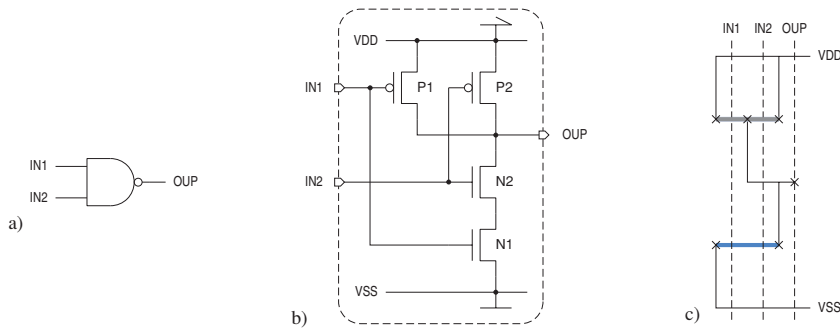 a)
IN1
IN2
OUP
b)
VDD
IN1
P1
P2
OUP
IN2
N2
N1
VSS
c)
IN1 IN2 OUP
VDD
VSS